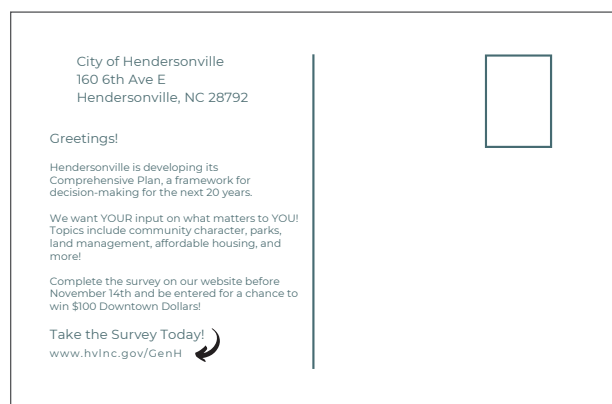 City of Hendersonville
160 6th Ave E
Hendersonville, NC 28792
Greetings!
Hendersonville is developing its
Comprehensive Plan, a framework for
decision-making for the next 20 years.
We want YOUR input on what matters to YOU!
Topics include community character, parks,
land management, affordable housing, and
more!
Complete the survey on our website before
November 14th and be entered for a chance to
win $100 Downtown Dollars!
Take the Survey Today!
www.hvlnc.gov/GenH